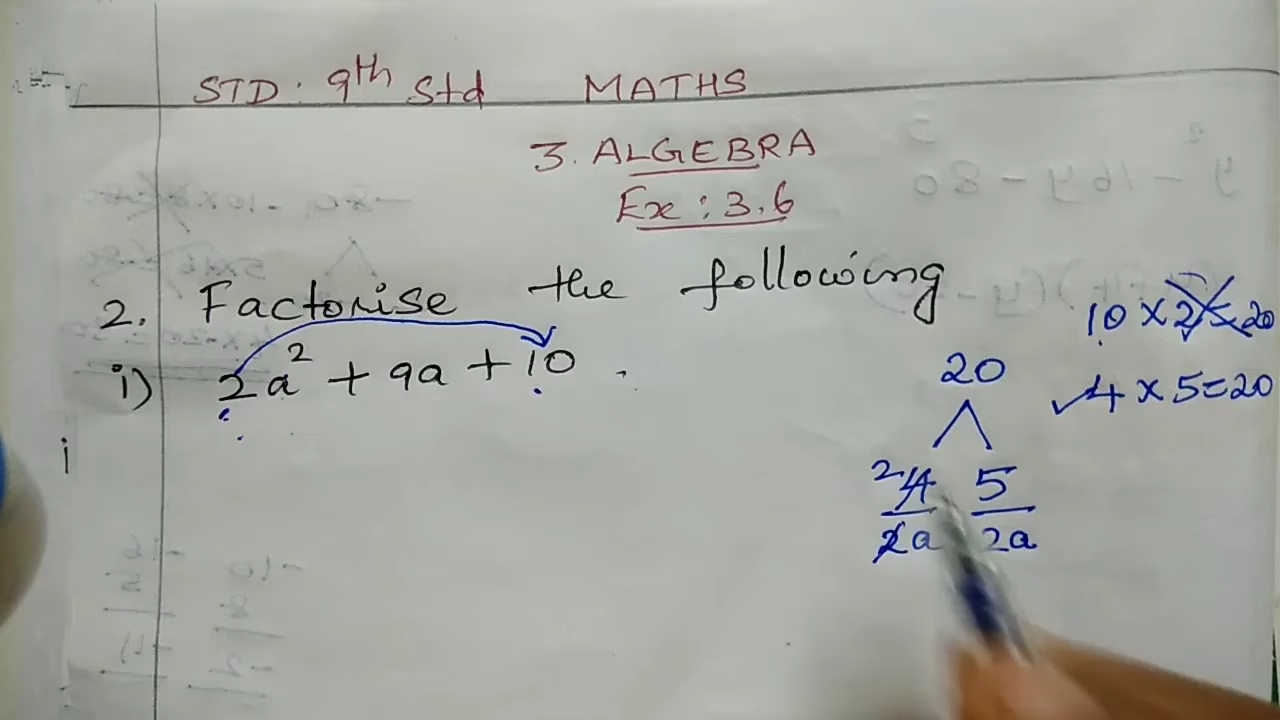 STD: 9th Std MATHS
3. ALGEBRA
Ex: 3.6
2. Factorise the following
10 × 2 = 20
i) 2a² + 9a + 10.
20
4 × 5 = 20
i
2 4 5
2a 2a